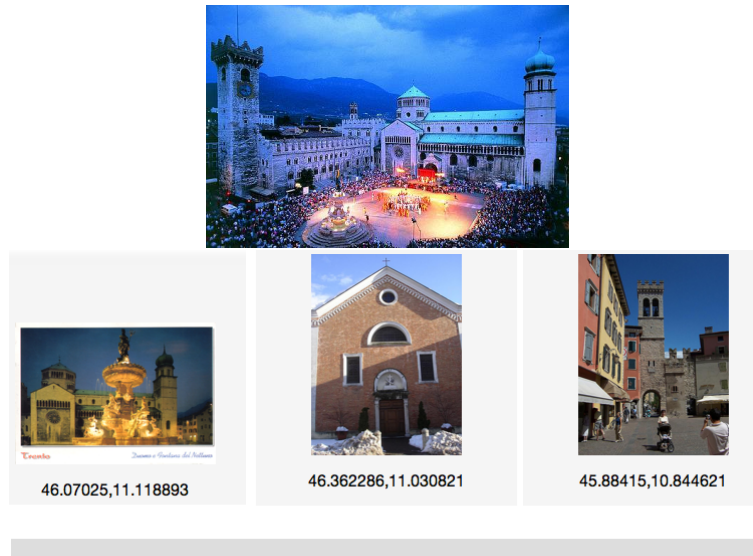 Trento
Duomo e Fontana del Nettuno
46.07025,11.118893
46.362286,11.030821
45.88415,10.844621